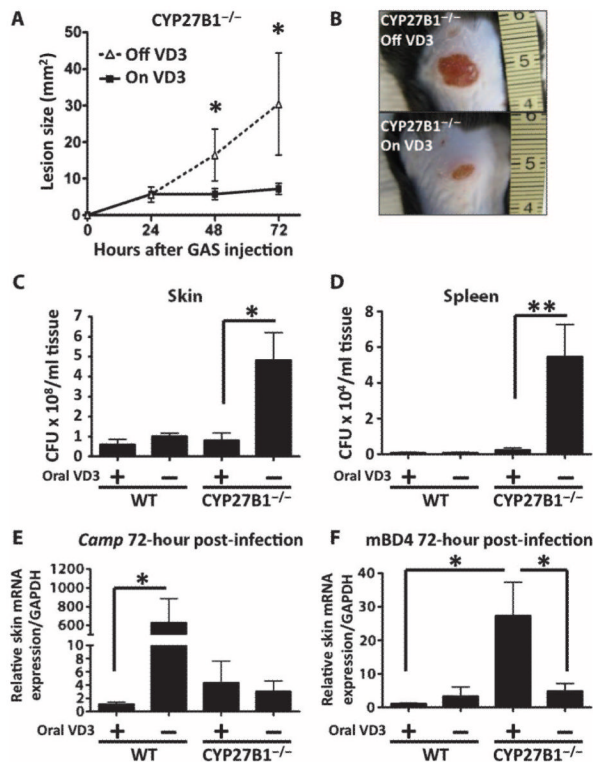 A
CYP27B1–/–
Off VD3
On VD3
Lesion size (mm²)
50
40
30
20
10
0
*
*
0 24 48 72
Hours after GAS injection
B
CYP27B1–/–
Off VD3
6
5
4
CYP27B1–/–
On VD3
6
5
4
C
Skin
CFU x 10⁸/ml tissue
7
6
5
4
3
2
1
0
*
Oral VD3 + – + –
WT CYP27B1–/–
D
Spleen
CFU x 10⁴/ml tissue
8
6
4
2
0
**
Oral VD3 + – + –
WT CYP27B1–/–
E
Camp 72-hour post-infection
Relative skin mRNA
expression/GAPDH
1200
1000
800
600
10
8
6
4
2
0
*
Oral VD3 + – + –
WT CYP27B1–/–
F
mBD4 72-hour post-infection
Relative skin mRNA
expression/GAPDH
40
30
20
10
0
* *
Oral VD3 + – + –
WT CYP27B1–/–